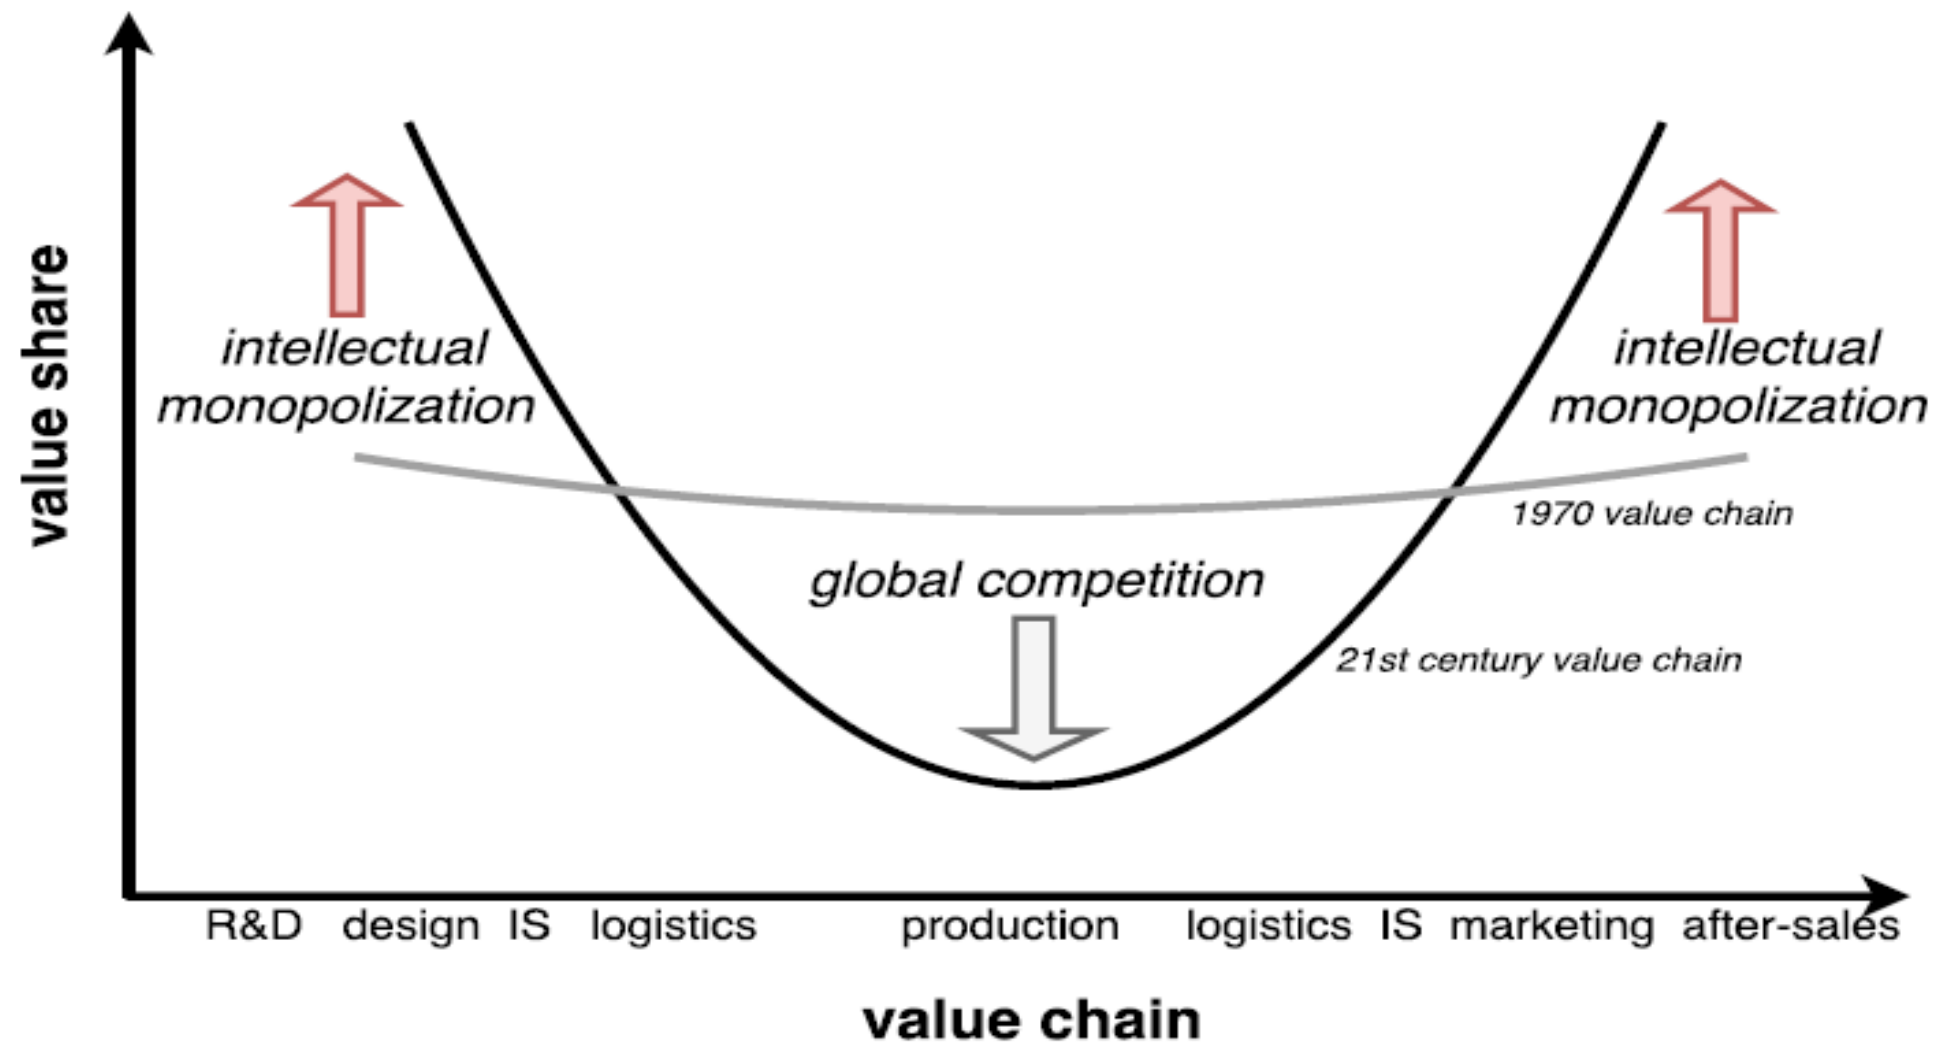 value share
intellectual
monopolization
intellectual
monopolization
1970 value chain
global competition
21st century value chain
R&D design IS logistics production logistics IS marketing after-sales
value chain